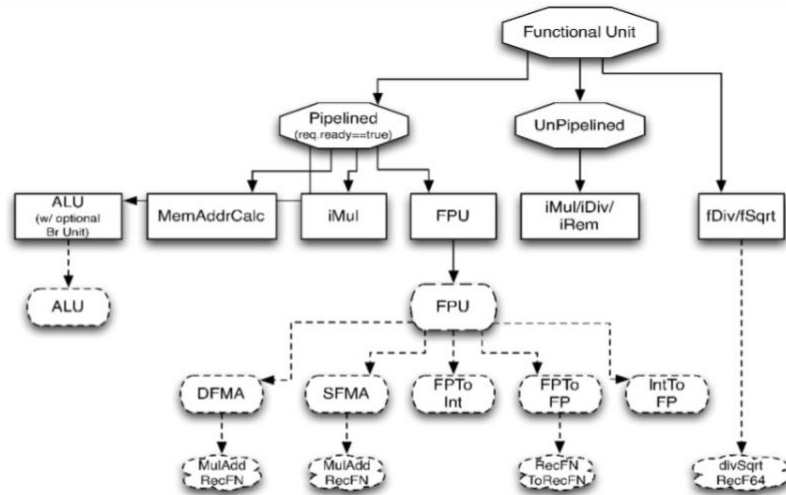 Functional Unit
Pipelined
(req.ready==true)
UnPipelined
ALU
(w/ optional
Br Unit)
MemAddrCalc
iMul
FPU
iMul/iDiv/
iRem
fDiv/fSqrt
ALU
FPU
DFMA
SFMA
FPTo
Int
FPTo
FP
IntTo
FP
MulAdd
RecFN
MulAdd
RecFN
RecFN
ToRecFN
divSqrt
RecF64